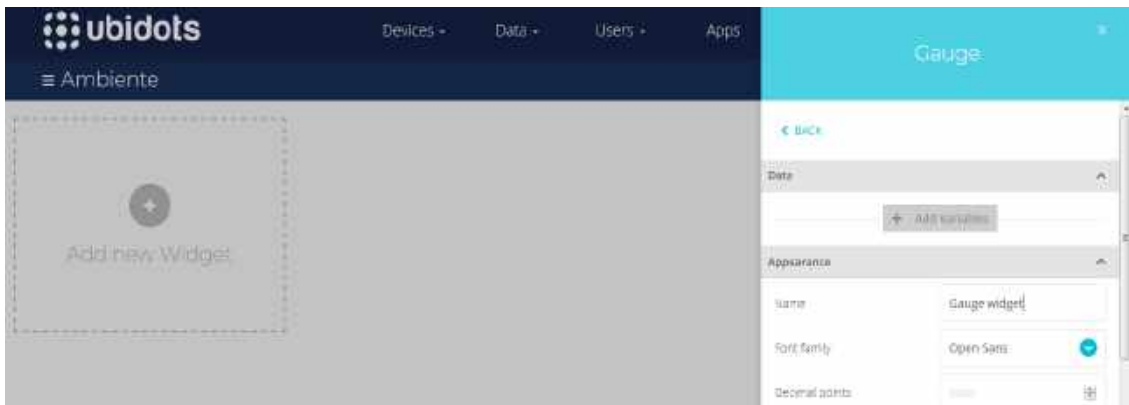 ubidots
Devices
Data
Users
Apps
Ambiente
Add new Widget
Gauge
BACK
Data
+ Add variables
Appearance
Name
Gauge widget
Font family
Open Sans
Decimal points